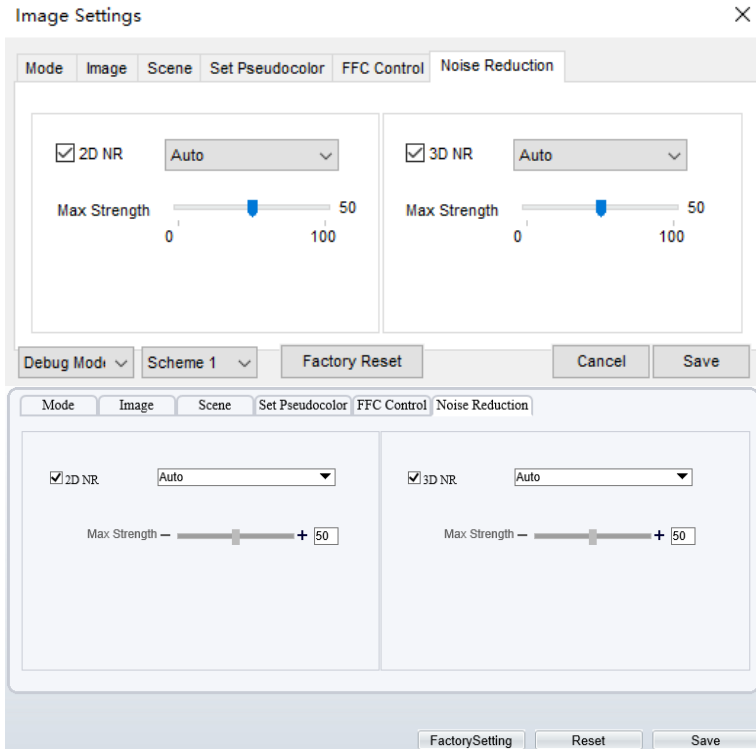 Image Settings
Mode Image Scene Set Pseudocolor FFC Control Noise Reduction
2D NR Auto 3D NR Auto
Max Strength 50 Max Strength 50
0 100 0 100
Debug Mod Scheme 1 Factory Reset Cancel Save
Mode Image Scene Set Pseudocolor FFC Control Noise Reduction
2D NR Auto 3D NR Auto
Max Strength 50 Max Strength 50
FactorySetting Reset Save